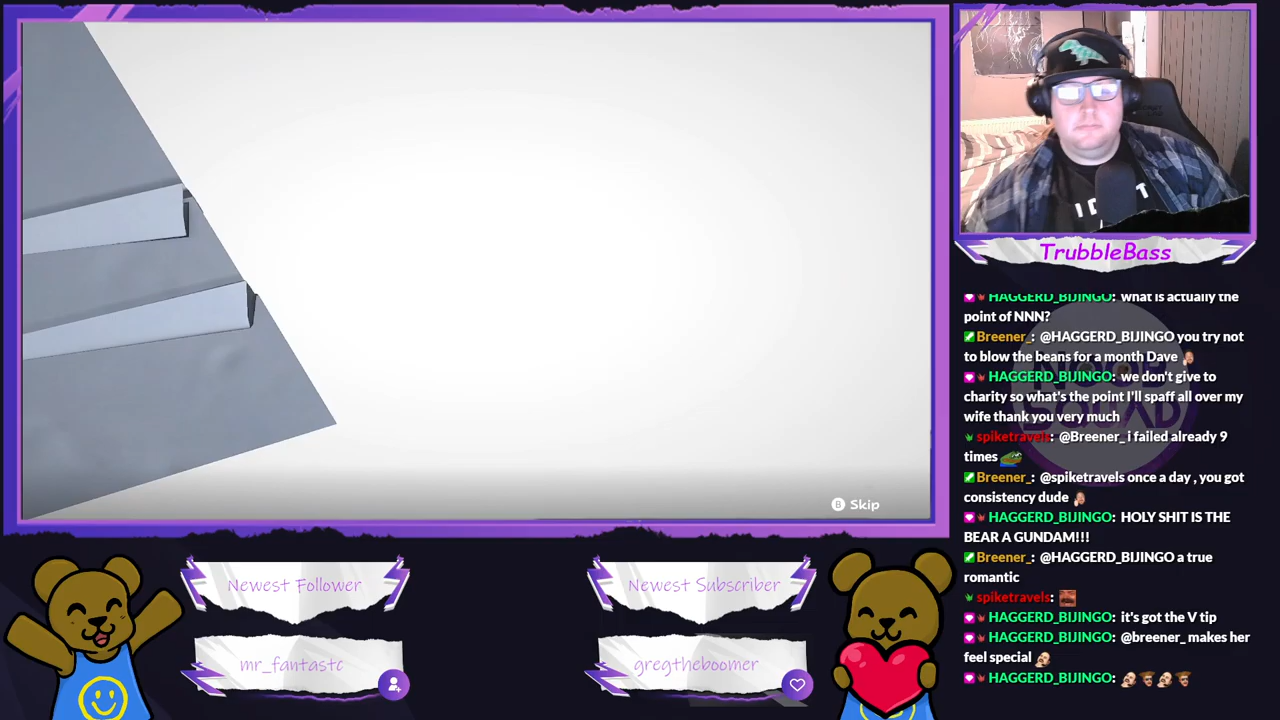 B Skip
TrubbleBass
HAGGERD_BIJINGO: what is actually the
point of NNN?
Breener_: @HAGGERD_BIJINGO you try not
to blow the beans for a month Dave
HAGGERD_BIJINGO: we don't give to
charity so what's the point I'll spaff all over my
wife thank you very much
spiketravels: @Breener_ i failed already 9
times
Breener_: @spiketravels once a day , you got
consistency dude
HAGGERD_BIJINGO: HOLY SHIT IS THE
BEAR A GUNDAM!!!
Breener_: @HAGGERD_BIJINGO a true
romantic
spiketravels:
HAGGERD_BIJINGO: it's got the V tip
HAGGERD_BIJINGO: @breener_ makes her
feel special
HAGGERD_BIJINGO:
NOOB
SQUAD
Newest Follower
mr_fantastc
Newest Subscriber
gregtheboomer